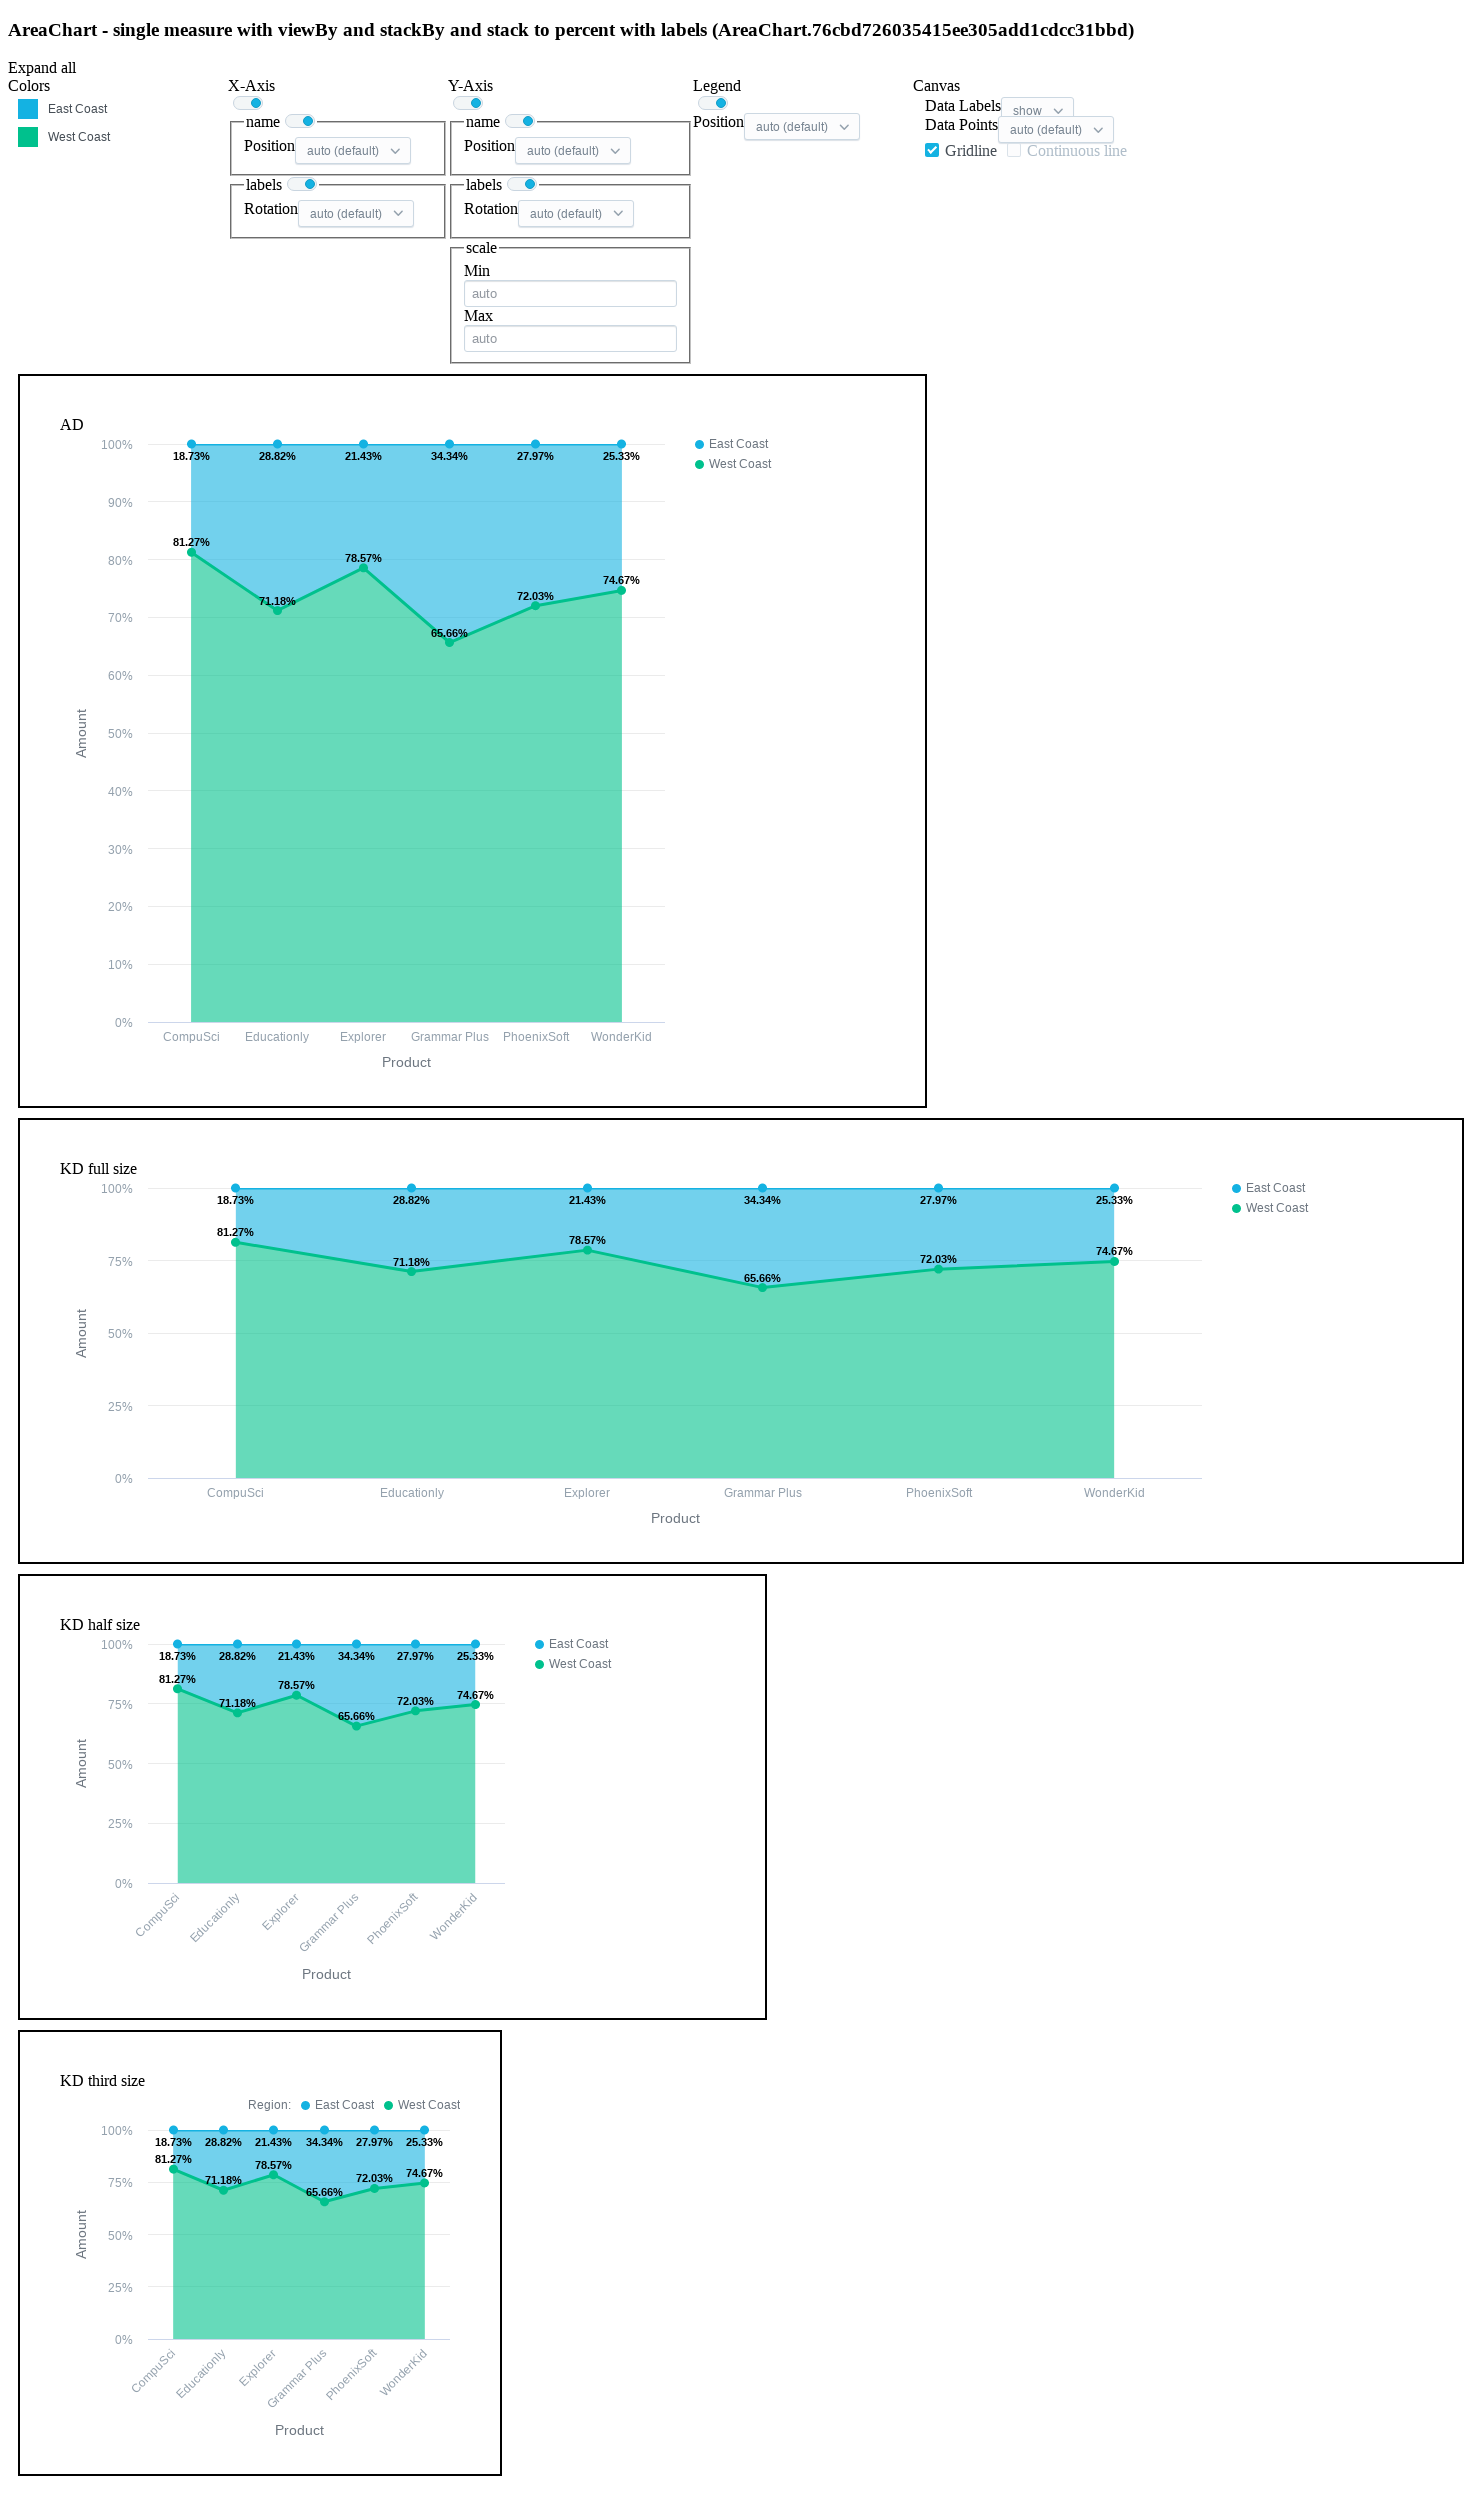 AreaChart - single measure with viewBy and stackBy and stack to percent with labels (AreaChart.76cbd726035415ee305add1cdcc31bbd)
Expand all
Colors
East Coast
West Coast
X-Axis
name
Position auto (default)
labels
Rotation auto (default)
Y-Axis
name
Position auto (default)
labels
Rotation auto (default)
scale
Min
auto
Max
auto
Legend
Position auto (default)
Canvas
Data Labels show
Data Points auto (default)
Gridline Continuous line
AD
100%
90%
80%
70%
60%
50%
40%
30%
20%
10%
0%
Amount
18.73% 28.82% 21.43% 34.34% 27.97% 25.33%
81.27% 71.18% 78.57% 65.66% 72.03% 74.67%
CompuSci Educationly Explorer Grammar Plus PhoenixSoft WonderKid
Product
East Coast
West Coast
KD full size
100%
75%
50%
25%
0%
Amount
18.73% 28.82% 21.43% 34.34% 27.97% 25.33%
81.27% 71.18% 78.57% 65.66% 72.03% 74.67%
CompuSci Educationly Explorer Grammar Plus PhoenixSoft WonderKid
Product
East Coast
West Coast
KD half size
100%
75%
50%
25%
0%
Amount
18.73% 28.82% 21.43% 34.34% 27.97% 25.33%
81.27% 71.18% 78.57% 65.66% 72.03% 74.67%
CompuSci Educationly Explorer Grammar Plus PhoenixSoft WonderKid
Product
East Coast
West Coast
KD third size
Region: East Coast West Coast
100%
75%
50%
25%
0%
Amount
18.73% 28.82% 21.43% 34.34% 27.97% 25.33%
81.27% 71.18% 78.57% 65.66% 72.03% 74.67%
CompuSci Educationly Explorer Grammar Plus PhoenixSoft WonderKid
Product